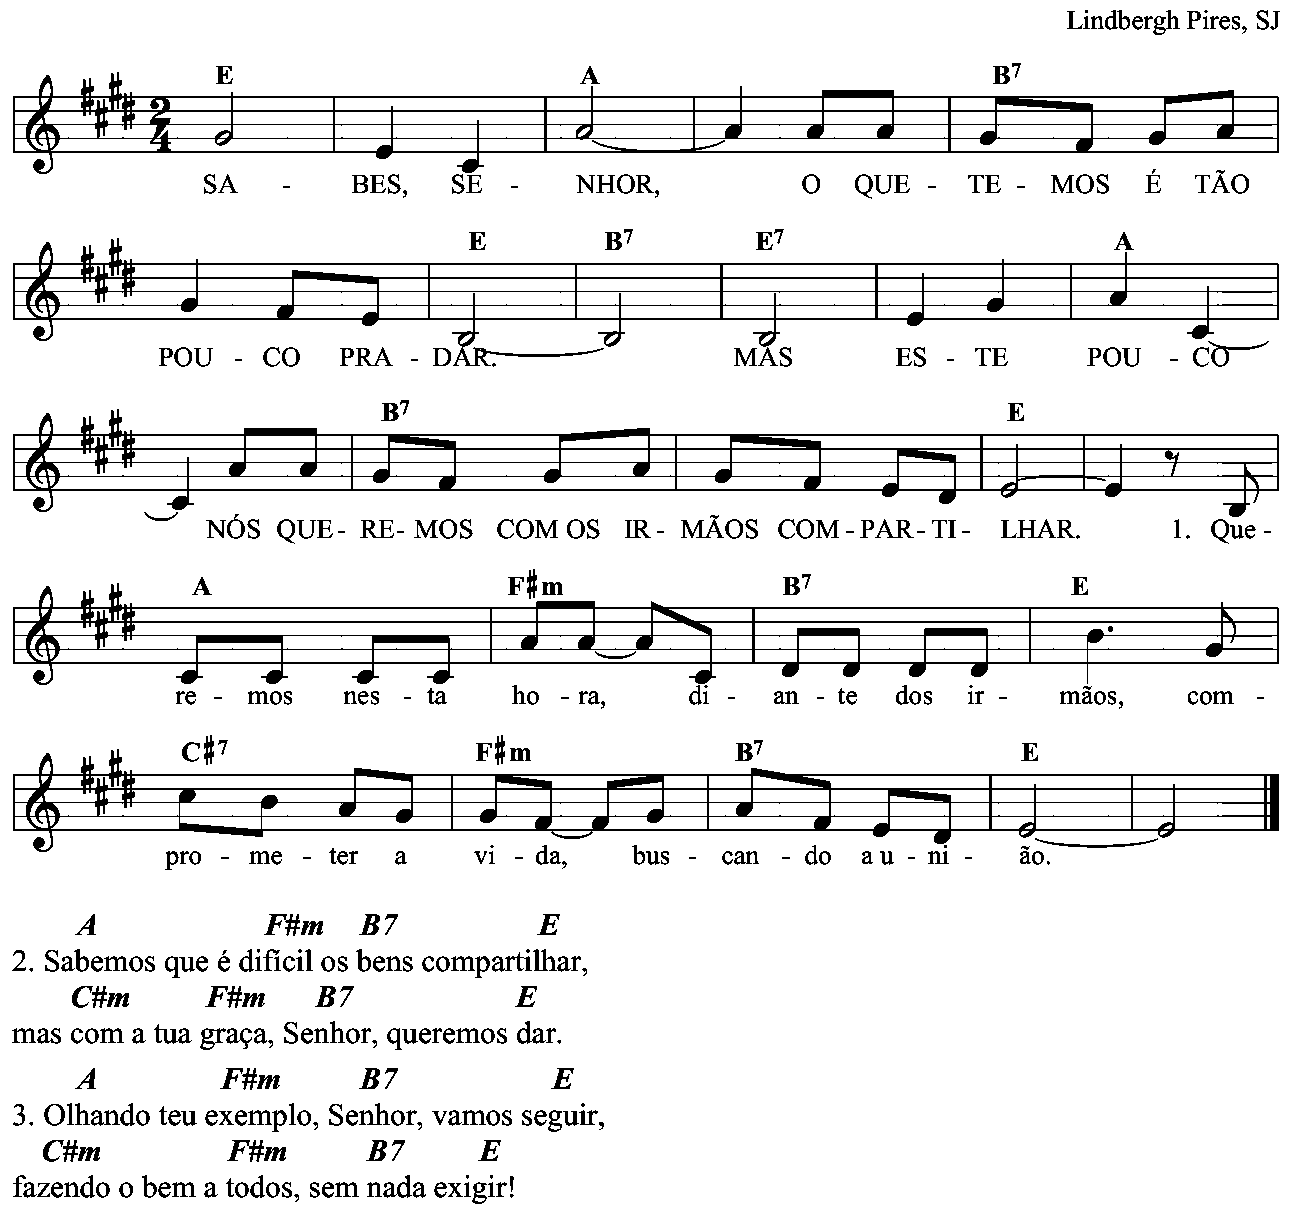 Lindbergh Pires, SJ
E A B7
2/4
SA - BES, SE - NHOR, O QUE - TE - MOS É TÃO
E B7 E7 A
POU - CO PRA - DAR. MAS ES - TE POU - CO
B7 E
NÓS QUE - RE - MOS COM OS IR - MÃOS COM - PAR - TI - LHAR. 1. Que -
A F#m B7 E
re - mos nes - ta ho - ra, di - an - te dos ir - mãos, com -
C#7 F#m B7 E
pro - me - ter a vi - da, bus - can - do a u - ni - ão.
A F#m B7 E
2. Sabemos que é difícil os bens compartilhar,
C#m F#m B7 E
mas com a tua graça, Senhor, queremos dar.
A F#m B7 E
3. Olhando teu exemplo, Senhor, vamos seguir,
C#m F#m B7 E
fazendo o bem a todos, sem nada exigir!